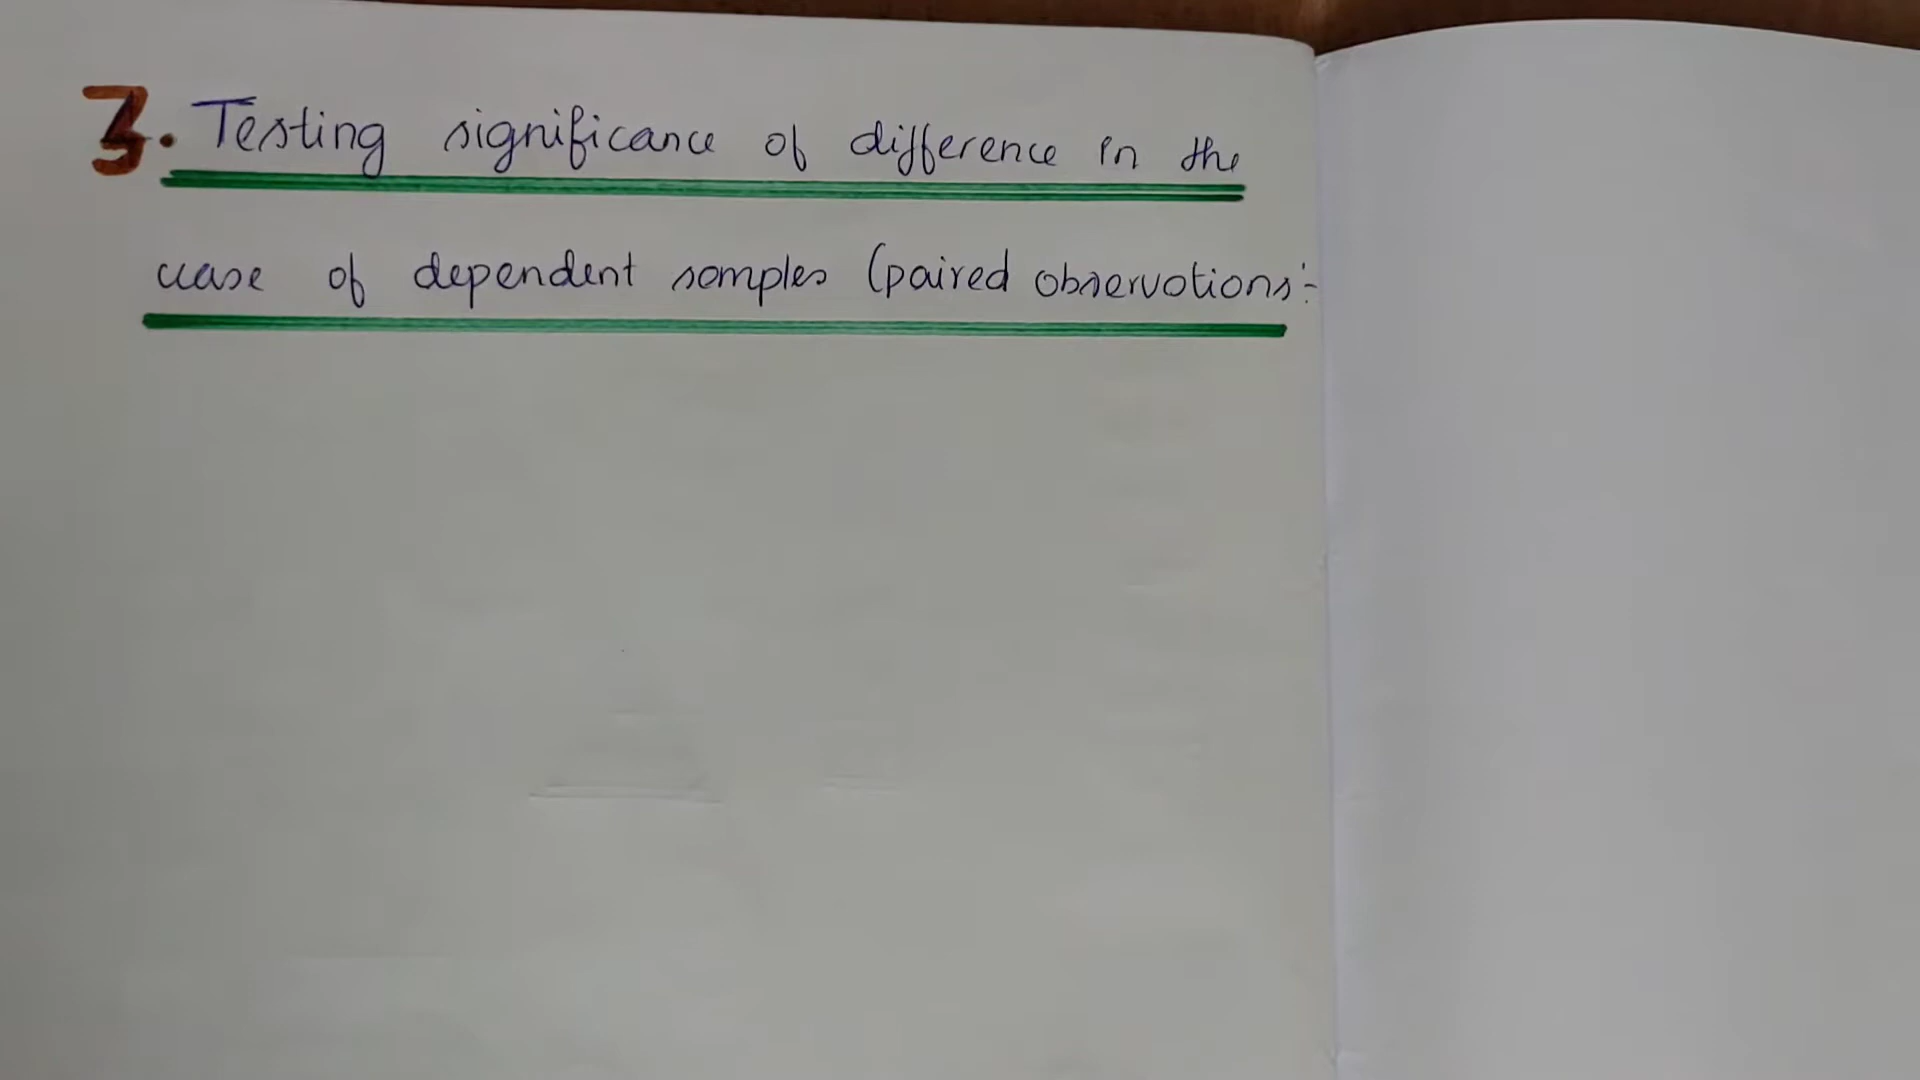 3. Testing significance of difference in the
case of dependent samples (paired observations:-